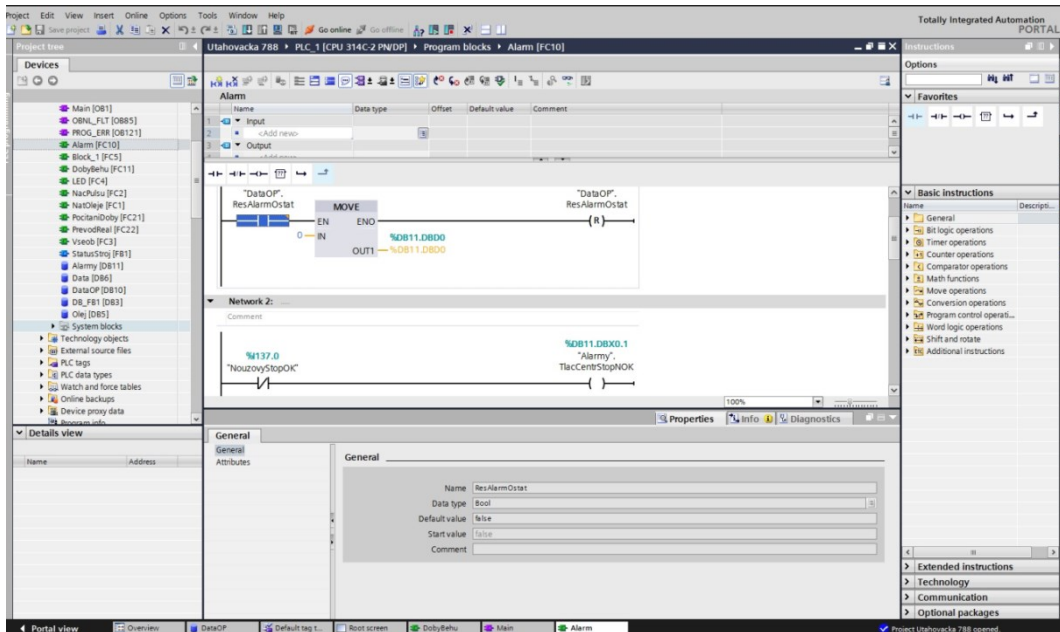 Project Edit View Insert Online Options Tools Window Help
Totally Integrated Automation
PORTAL
Save project Go online Go offline
Project tree
Utahovacka 788 PLC_1 [CPU 314C-2 PN/DP] Program blocks Alarm [FC10]
Instructions
Devices
Options
Main [OB1]
OBNL_FLT [OB85]
PROG_ERR [OB121]
Alarm [FC10]
Block_1 [FC5]
DobyBehu [FC11]
LED [FC4]
NacPulsu [FC2]
NatOleje [FC1]
PocitaniDoby [FC21]
PrevodReal [FC22]
Vseob [FC3]
StatusStroj [FB1]
Alarmy [DB11]
Data [DB6]
DataOP [DB10]
DB_FB1 [DB3]
Olej [DB5]
System blocks
Technology objects
External source files
PLC tags
PLC data types
Watch and force tables
Online backups
Device proxy data
Program info
Alarm
Name Data type Offset Default value Comment
1 Input
2 <Add new>
3 Output
"DataOP".
ResAlarmOstat
MOVE
EN ENO
0 IN
%DB11.DBD0
OUT1 %DB11.DBD0
"DataOP".
ResAlarmOstat
R
Network 2:
Comment
%I137.0
"NouzovyStopOK"
%DB11.DBX0.1
"Alarmy".
TlacCentrStopNOK
100%
Favorites
Basic instructions
Name Descripti...
General
Bit logic operations
Timer operations
Counter operations
Comparator operations
Math functions
Move operations
Conversion operations
Program control operati...
Word logic operations
Shift and rotate
Additional instructions
Extended instructions
Technology
Communication
Optional packages
Details view
Name Address
Properties Info Diagnostics
General
General
Attributes
General
Name ResAlarmOstat
Data type Bool
Default value false
Start value false
Comment
Portal view Overview DataOP Default tag t... Root screen DobyBehu Main Alarm
Project Utahovacka 788 opened.